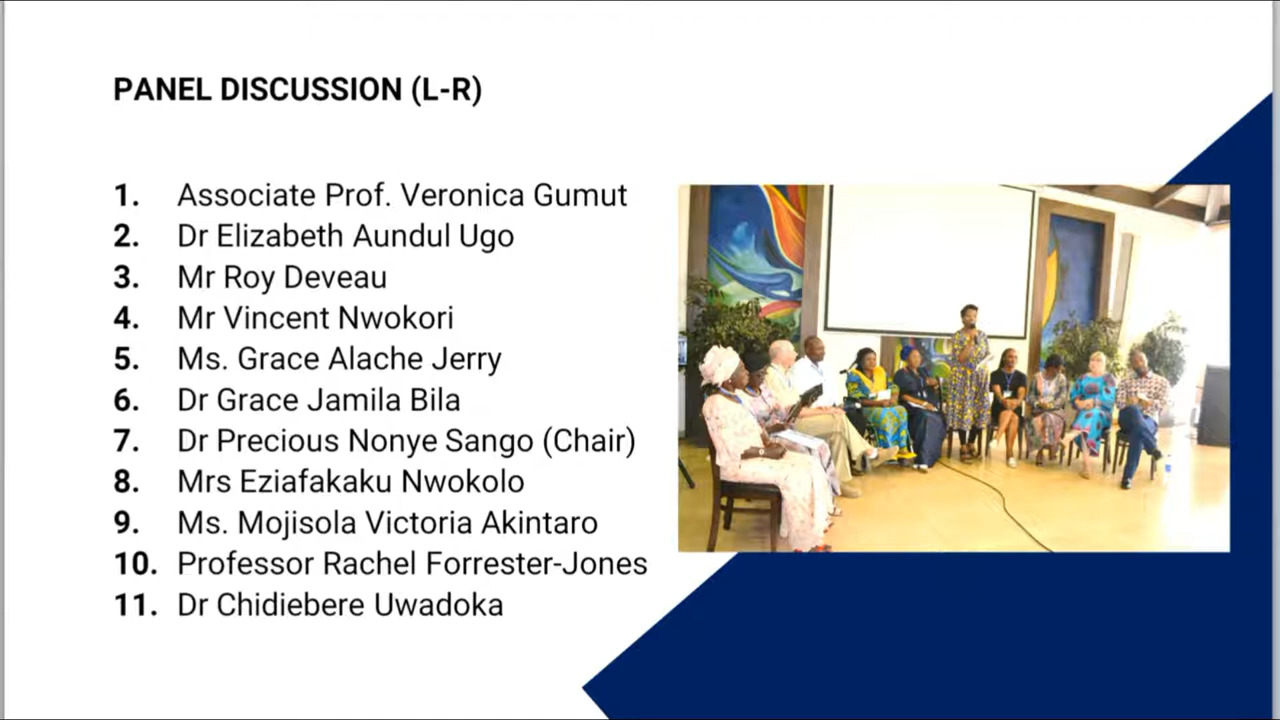 PANEL DISCUSSION (L-R)
1. Associate Prof. Veronica Gumut
2. Dr Elizabeth Aundul Ugo
3. Mr Roy Deveau
4. Mr Vincent Nwokori
5. Ms. Grace Alache Jerry
6. Dr Grace Jamila Bila
7. Dr Precious Nonye Sango (Chair)
8. Mrs Eziafakaku Nwokolo
9. Ms. Mojisola Victoria Akintaro
10. Professor Rachel Forrester-Jones
11. Dr Chidiebere Uwadoka